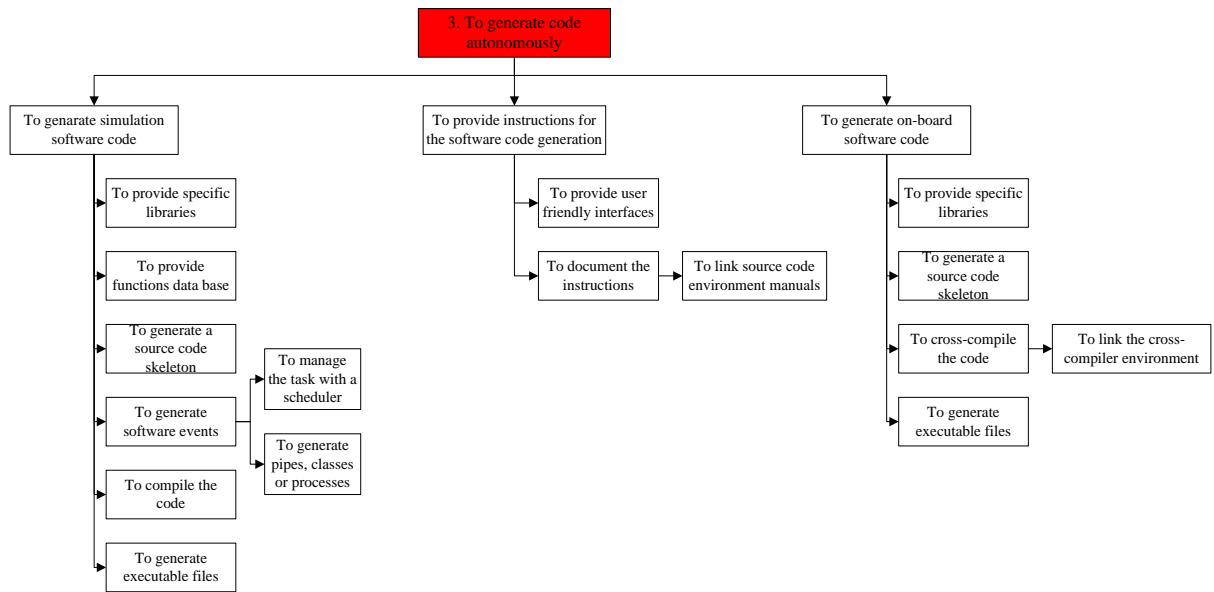 3. To generate code
autonomously
To genarate simulation
software code
To provide specific
libraries
To provide
functions data base
To generate a
source code
skeleton
To generate
software events
To manage
the task with a
scheduler
To generate
pipes, classes
or processes
To compile the
code
To generate
executable files
To provide instructions for
the software code generation
To provide user
friendly interfaces
To document the
instructions
To link source code
environment manuals
To generate on-board
software code
To provide specific
libraries
To generate a
source code
skeleton
To cross-compile
the code
To link the cross-
compiler environment
To generate
executable files